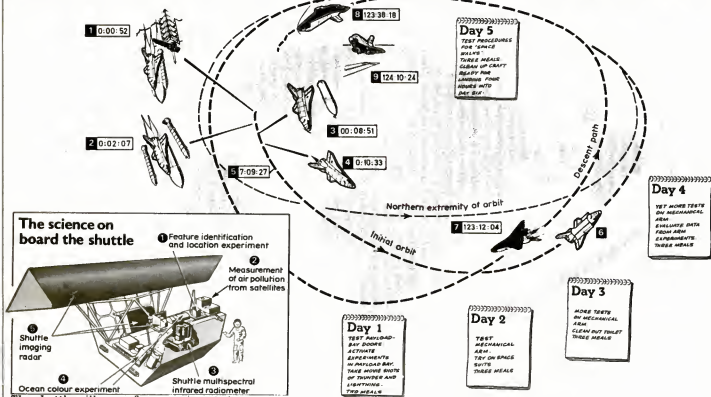 1 0:00:52
2 0:02:07
3 00:08:51
4 0:10:33
5 7:09:27
6
7 123:12:04
8 123:38:18
9 124 10:24
Northern extremity of orbit
Initial orbit
Descent path
Day 1
TEST PAYLOAD-
BAY DOORS
ACTIVATE
EXPERIMENTS
IN PAYLOAD BAY.
TAKE MOVIE SHOTS
OF THUNDER AND
LIGHTNING.
TWO MEALS
Day 2
TEST
MECHANICAL
ARM.
TRY ON SPACE
SUITS
THREE MEALS
Day 3
MORE TESTS
ON MECHANICAL
ARM
CLEAN OUT TOILET
THREE MEALS
Day 4
YET MORE TESTS
ON MECHANICAL
ARM
EVALUATE DATA
FROM ARM
EXPERIMENTS.
THREE MEALS
Day 5
TEST PROCEDURES
FOR 'SPACE
WALKS'
THREE MEALS
CLEAN UP CRAFT
READY FOR
LANDING FOUR
HOURS INTO
DAY SIX.
The science on
board the shuttle
1 Feature identification
and location experiment
2
Measurement
of air pollution
from satellites
3
Shuttle multispectral
infrared radiometer
4
Ocean colour experiment
5
Shuttle
imaging
radar